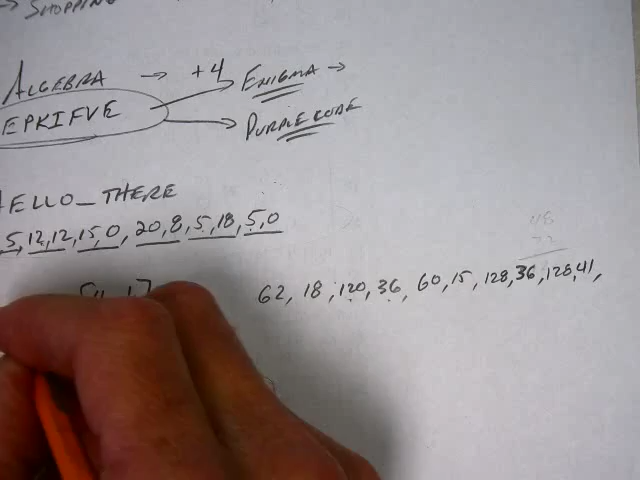 → SHOPPING
ALGEBRA → +4 ENIGMA →
EPKIFVE
PURPLE CODE
HELLO_THERE
5,12,12,15,0,20,8,5,18,5,0
62, 18, 120, 36, 60, 15, 128, 36, 128, 41,